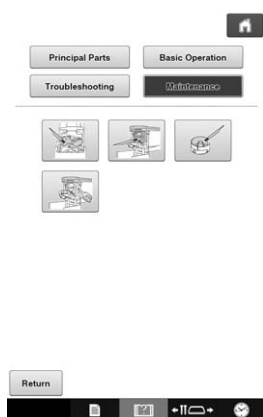 Principal Parts Basic Operation
Troubleshooting Maintenance
Return